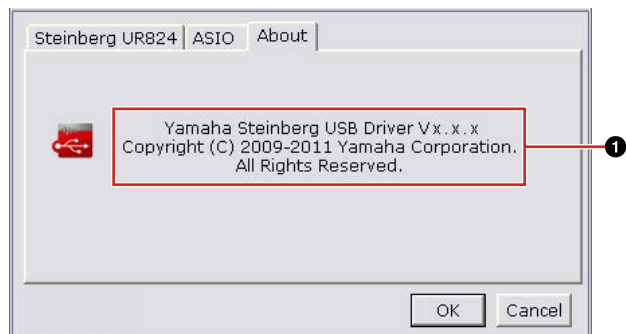 Steinberg UR824 ASIO About
Yamaha Steinberg USB Driver Vx.x.x
Copyright (C) 2009-2011 Yamaha Corporation.
All Rights Reserved.
1
OK Cancel